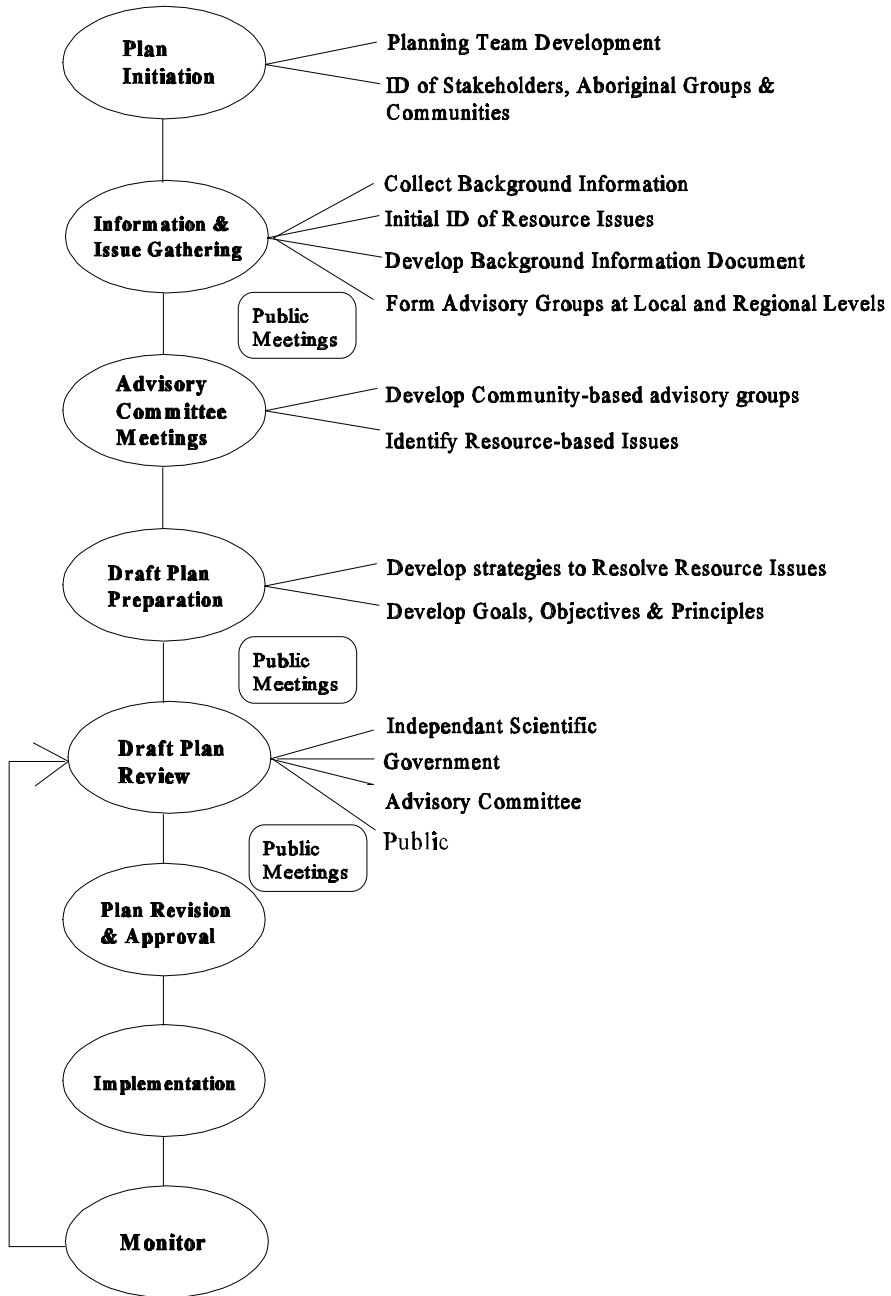 Plan
Initiation
Planning Team Development
ID of Stakeholders, Aboriginal Groups &
Communities
Information &
Issue Gathering
Collect Background Information
Initial ID of Resource Issues
Develop Background Information Document
Form Advisory Groups at Local and Regional Levels
Public
Meetings
Advisory
Committee
Meetings
Develop Community-based advisory groups
Identify Resource-based Issues
Draft Plan
Preparation
Develop strategies to Resolve Resource Issues
Develop Goals, Objectives & Principles
Public
Meetings
Draft Plan
Review
Independant Scientific
Government
Advisory Committee
Public
Public
Meetings
Plan Revision
& Approval
Implementation
Monitor